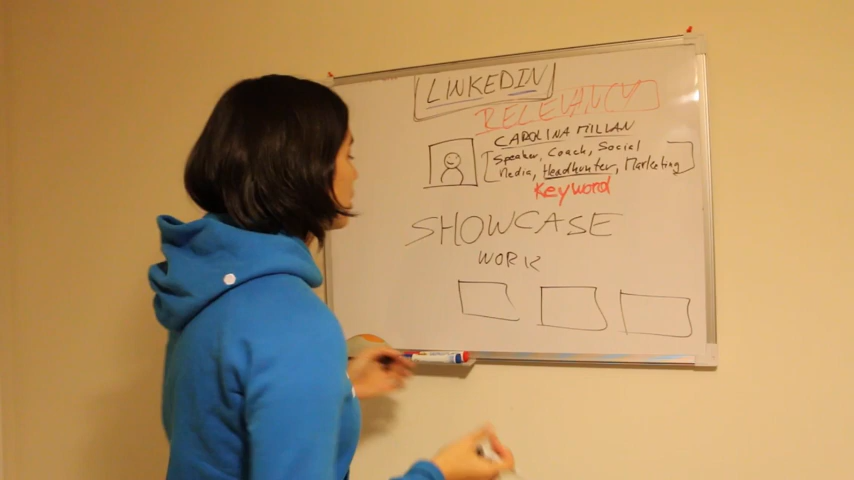 LINKEDIN
RELEVANCY
CAROLINA MILLAN
Speaker, Coach, Social
Media, Headhunter, Marketing
Keyword
SHOWCASE
WORK